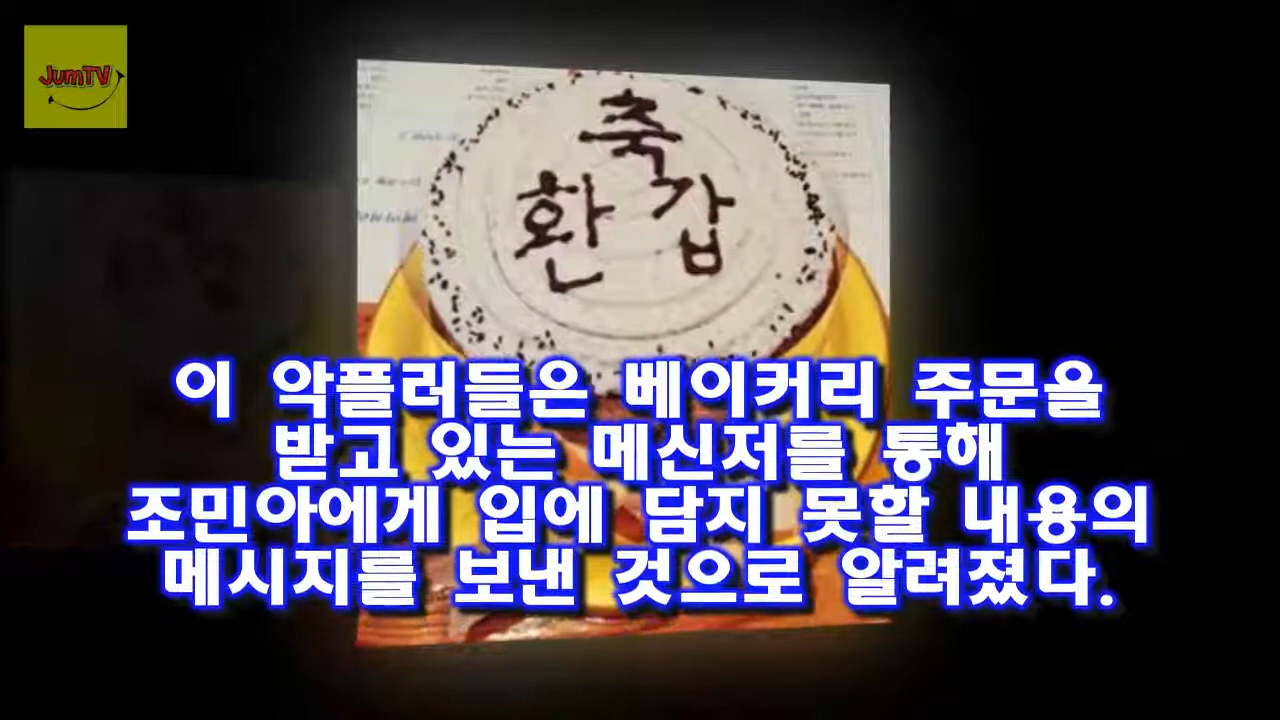 JumTV
축
환갑
이 악플러들은 베이커리 주문을
받고 있는 메신저를 통해
조민아에게 입에 담지 못할 내용의
메시지를 보낸 것으로 알려졌다.